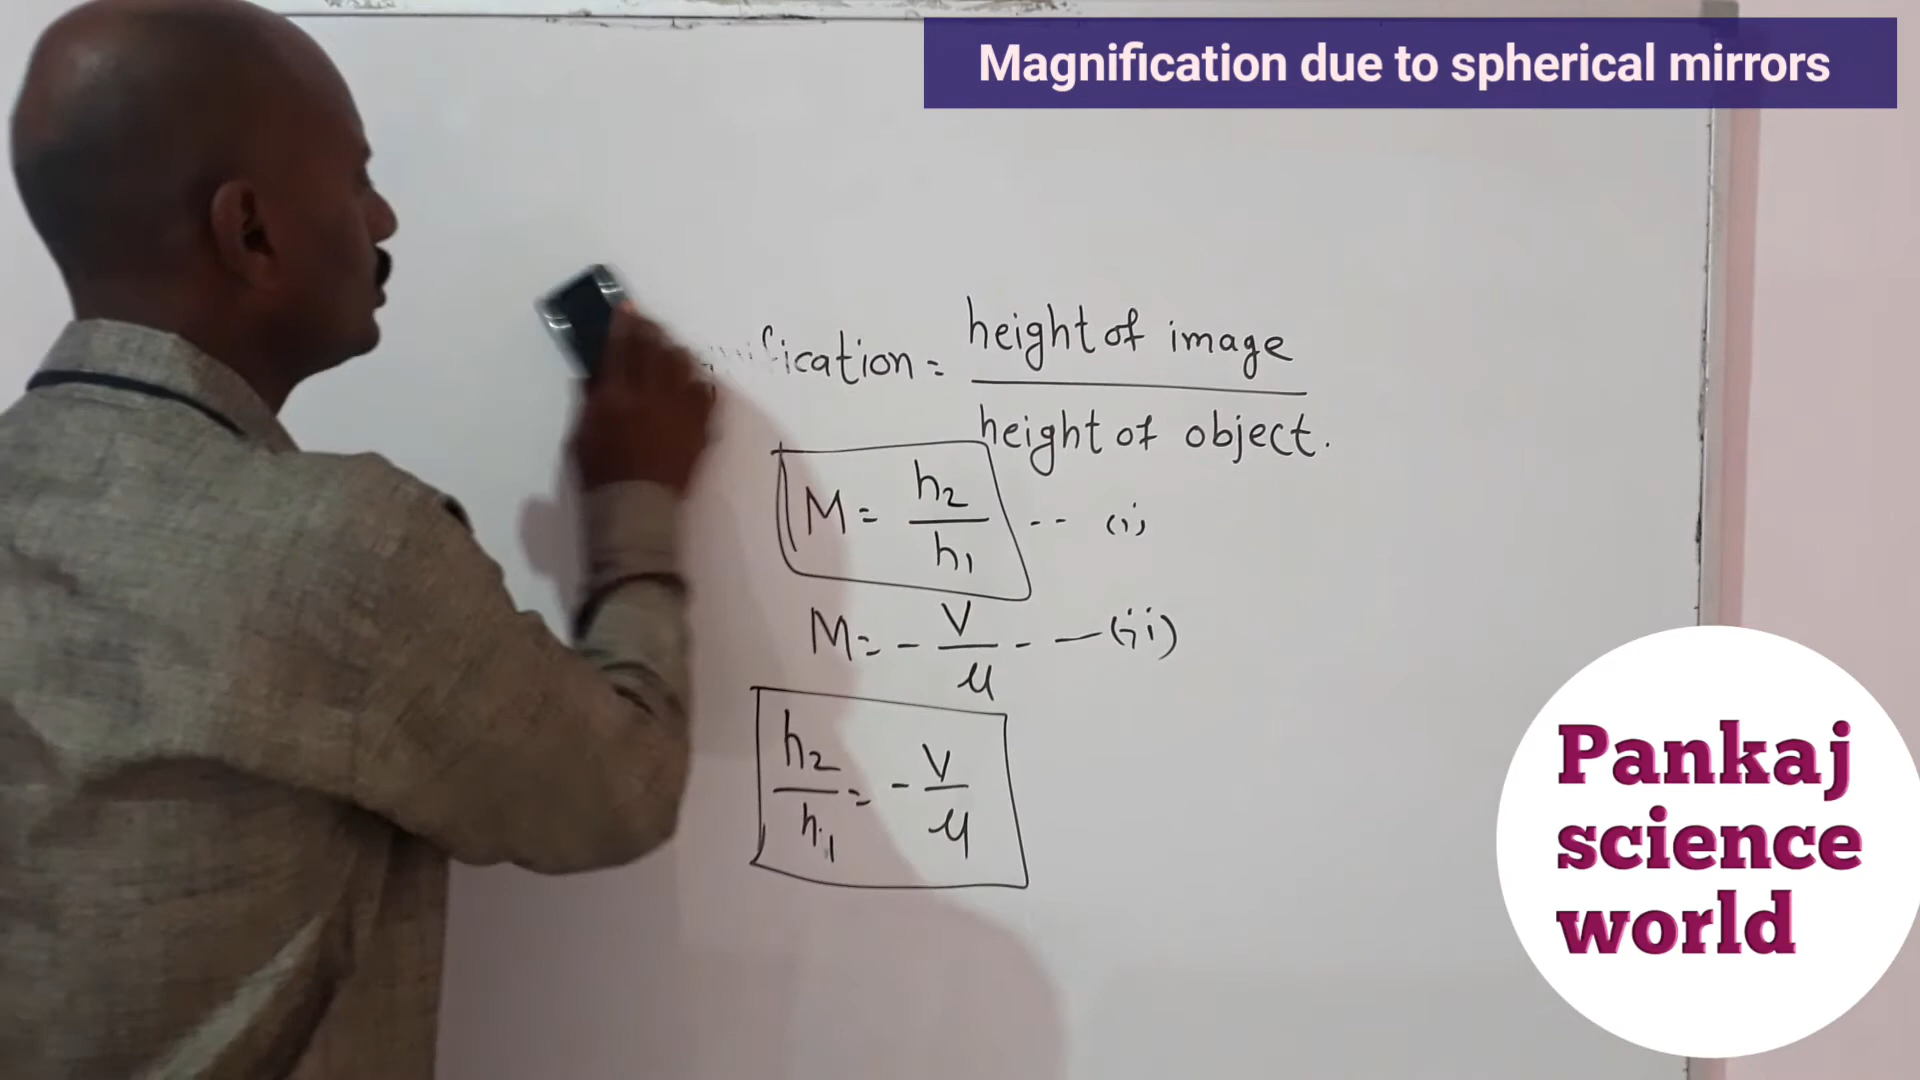 Magnification due to spherical mirrors
height of image
ification =
height of object.
M = h2 / h1 -- (i)
M = - v / u - — (ii)
h2 / h1 = - v / u
Pankaj
science
world